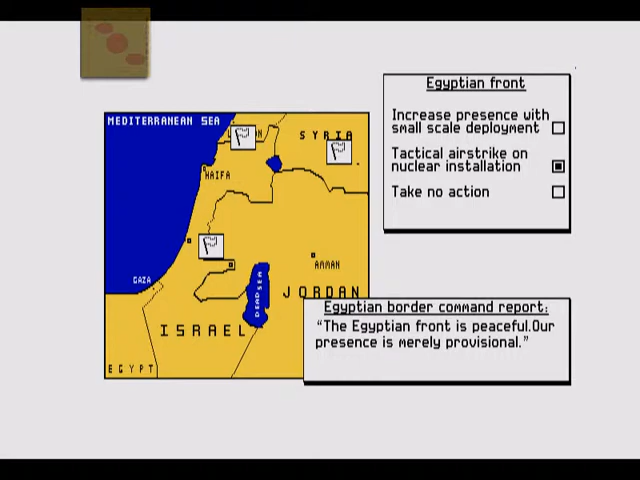 Egyptian front
Increase presence with
small scale deployment
Tactical airstrike on
nuclear installation
Take no action
MEDITERRANEAN SEA
SYRIA
HAIFA
AMMAN
GAZA
DEAD SEA
JORDAN
ISRAEL
EGYPT
Egyptian border command report:
“The Egyptian front is peaceful.Our
presence is merely provisional.”